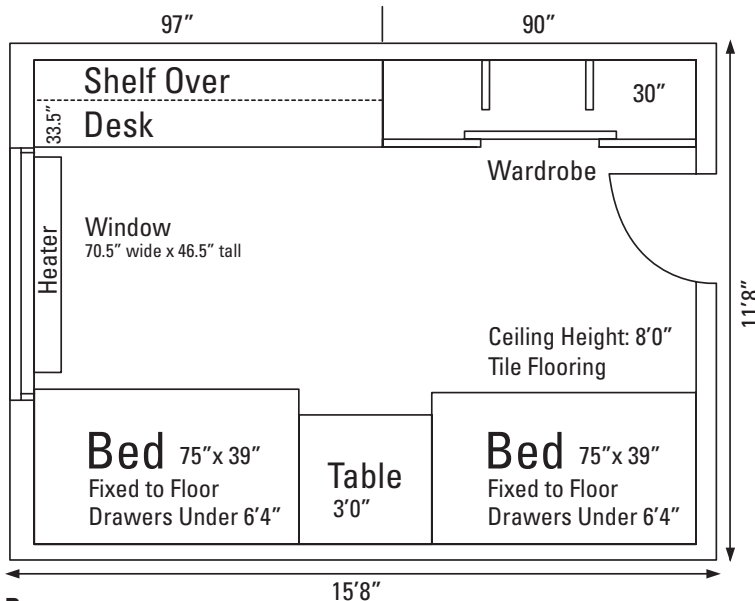 97” 90”
Shelf Over
30”
33.5”
Desk
Wardrobe
Window
70.5” wide x 46.5” tall
Heater
11’8”
Ceiling Height: 8’0”
Tile Flooring
Bed 75”x 39”
Fixed to Floor
Drawers Under 6’4”
Table
3’0”
Bed 75”x 39”
Fixed to Floor
Drawers Under 6’4”
15’8”